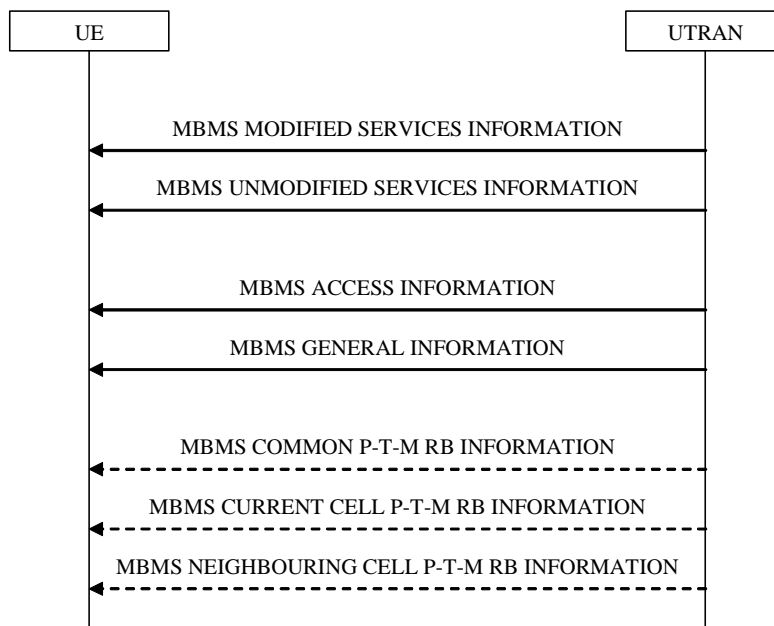 UE
UTRAN
MBMS MODIFIED SERVICES INFORMATION
MBMS UNMODIFIED SERVICES INFORMATION
MBMS ACCESS INFORMATION
MBMS GENERAL INFORMATION
MBMS COMMON P-T-M RB INFORMATION
MBMS CURRENT CELL P-T-M RB INFORMATION
MBMS NEIGHBOURING CELL P-T-M RB INFORMATION